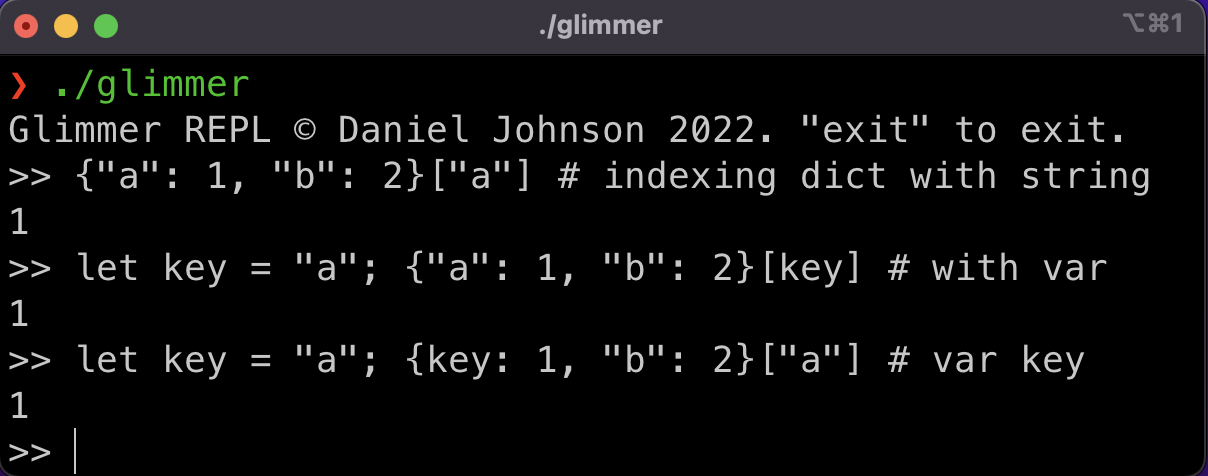 ./glimmer
⌥⌘1
❯ ./glimmer
Glimmer REPL © Daniel Johnson 2022. "exit" to exit.
>> {"a": 1, "b": 2}["a"] # indexing dict with string
1
>> let key = "a"; {"a": 1, "b": 2}[key] # with var
1
>> let key = "a"; {key: 1, "b": 2}["a"] # var key
1
>>